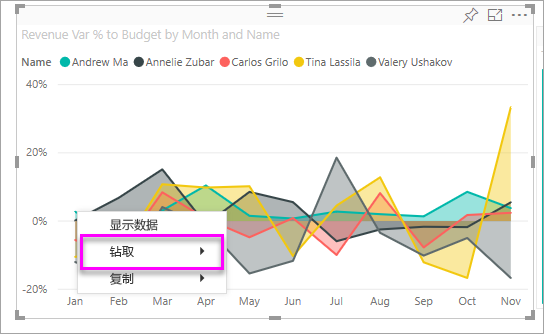 Revenue Var % to Budget by Month and Name
Name Andrew Ma Annelie Zubar Carlos Grilo Tina Lassila Valery Ushakov
40%
20%
0%
-20%
显示数据
钻取
复制
Jan Feb Mar Apr May Jun Jul Aug Sep Oct Nov